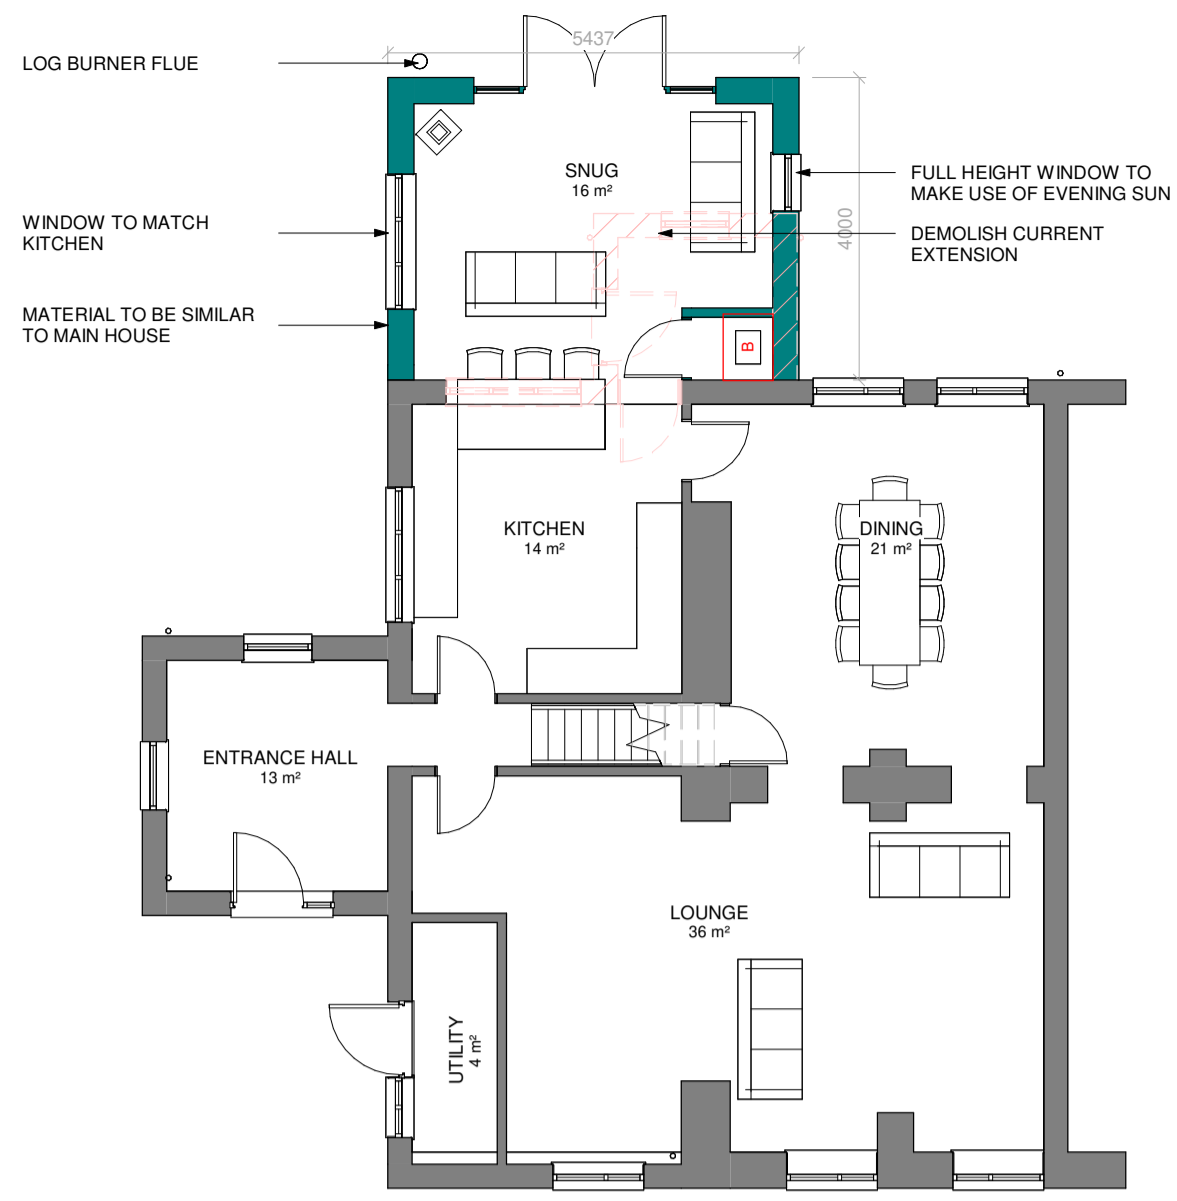 5437
LOG BURNER FLUE
SNUG
16 m²
FULL HEIGHT WINDOW TO
MAKE USE OF EVENING SUN
WINDOW TO MATCH
KITCHEN
4000
DEMOLISH CURRENT
EXTENSION
MATERIAL TO BE SIMILAR
TO MAIN HOUSE
B
KITCHEN
14 m²
DINING
21 m²
ENTRANCE HALL
13 m²
LOUNGE
36 m²
UTILITY
4 m²